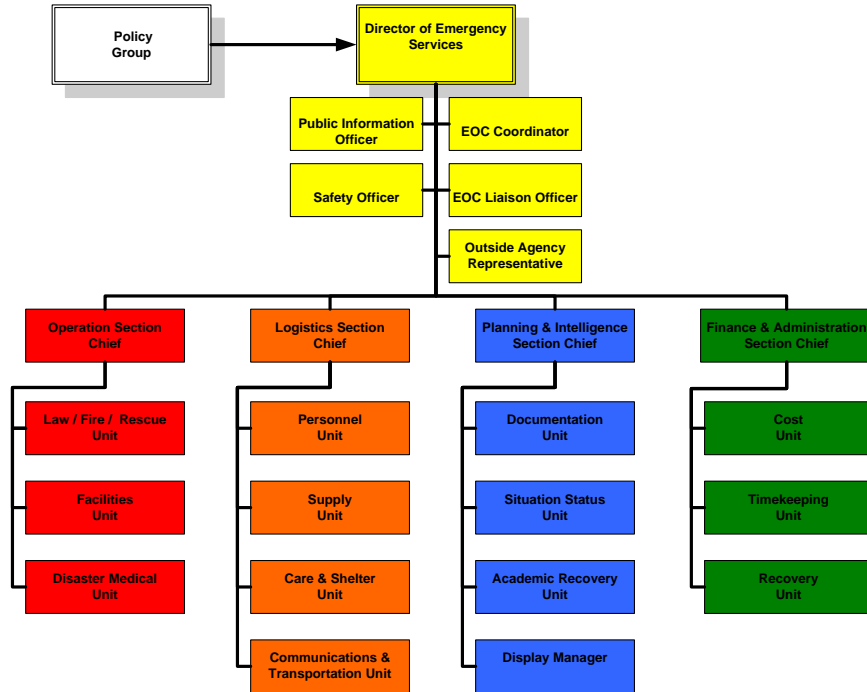 Policy
Group
Director of Emergency
Services
Public Information
Officer
EOC Coordinator
Safety Officer
EOC Liaison Officer
Outside Agency
Representative
Operation Section
Chief
Logistics Section
Chief
Planning & Intelligence
Section Chief
Finance & Administration
Section Chief
Law / Fire / Rescue
Unit
Personnel
Unit
Documentation
Unit
Cost
Unit
Facilities
Unit
Supply
Unit
Situation Status
Unit
Timekeeping
Unit
Disaster Medical
Unit
Care & Shelter
Unit
Academic Recovery
Unit
Recovery
Unit
Communications &
Transportation Unit
Display Manager